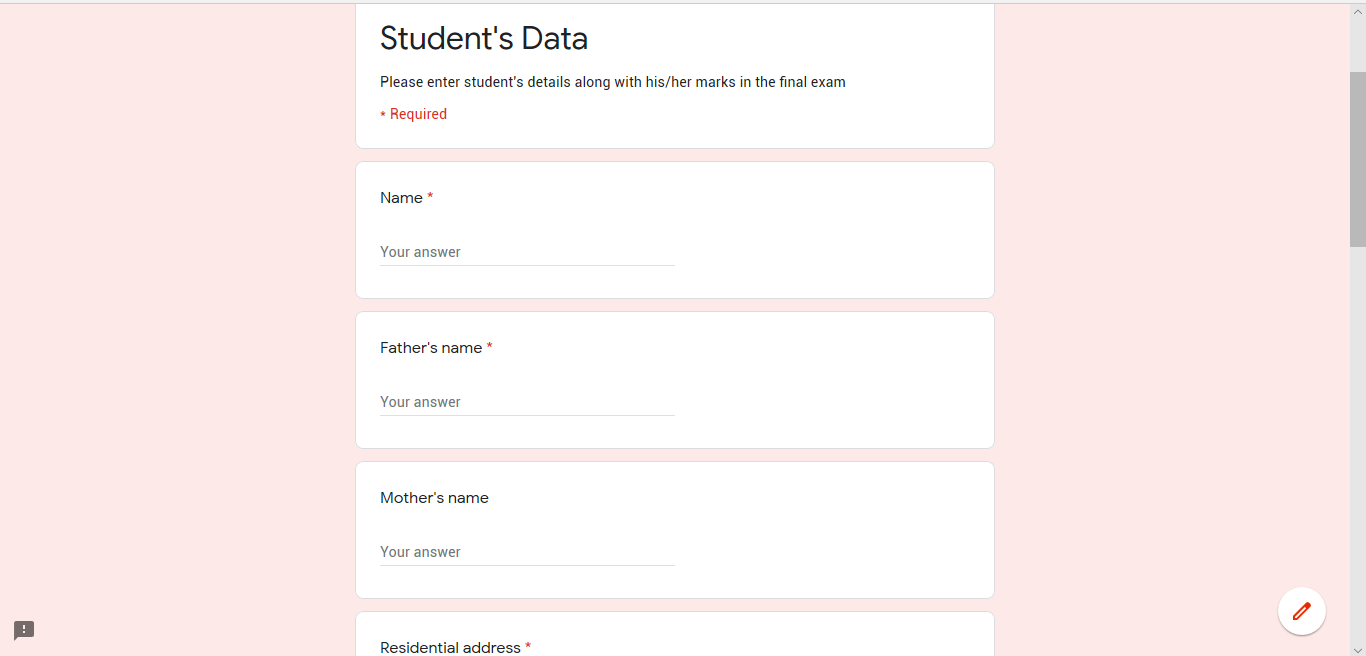 Student's Data
Please enter student's details along with his/her marks in the final exam
* Required
Name *
Your answer
Father's name *
Your answer
Mother's name
Your answer
Residential address *